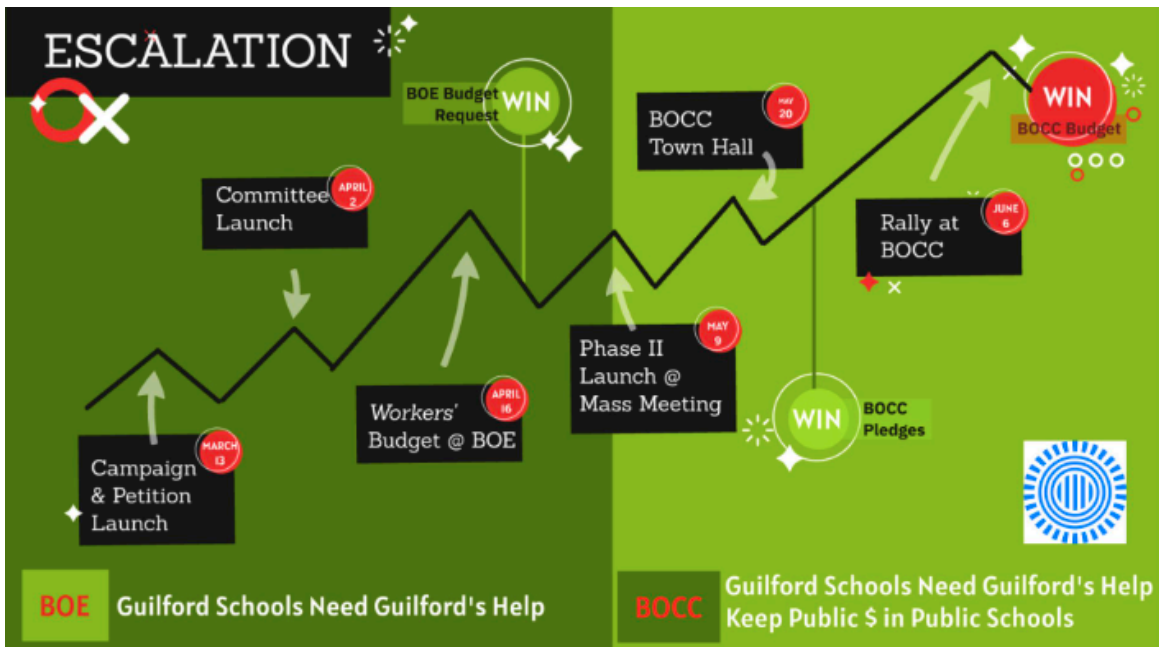 ESCALATION
BOE Budget
Request
WIN
Committee
Launch
APRIL
2
Campaign
& Petition
Launch
MARCH
13
Workers'
Budget @ BOE
APRIL
16
Phase II
Launch @
Mass Meeting
MAY
9
BOCC
Town Hall
MAY
20
WIN
BOCC
Pledges
Rally at
BOCC
JUNE
6
WIN
BOCC Budget
BOE
Guilford Schools Need Guilford's Help
BOCC
Guilford Schools Need Guilford's Help
Keep Public $ in Public Schools